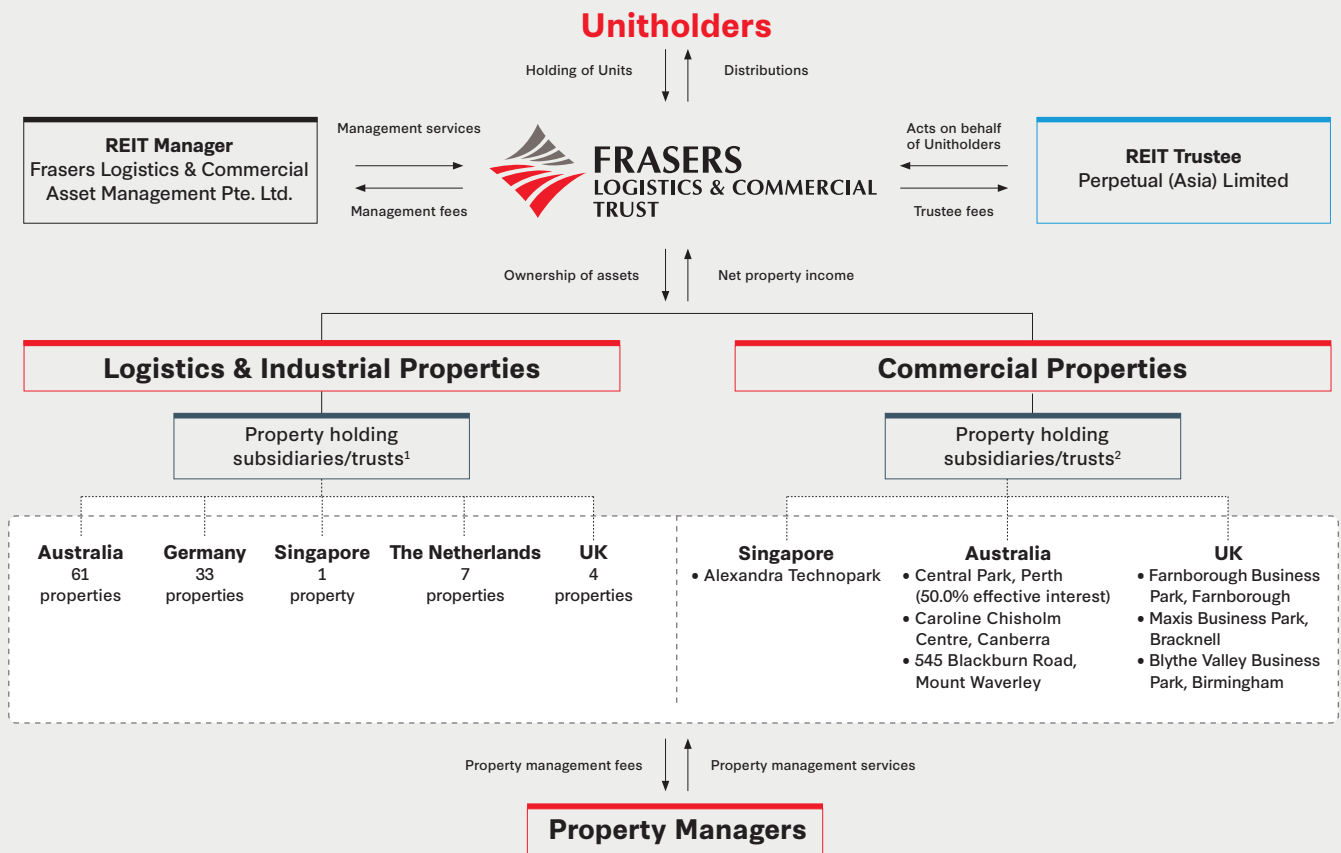 Unitholders
Holding of Units
Distributions
REIT Manager
Frasers Logistics & Commercial
Asset Management Pte. Ltd.
Management services
Management fees
FRASERS
LOGISTICS & COMMERCIAL
TRUST
Acts on behalf
of Unitholders
Trustee fees
REIT Trustee
Perpetual (Asia) Limited
Ownership of assets
Net property income
Logistics & Industrial Properties
Commercial Properties
Property holding
subsidiaries/trusts¹
Property holding
subsidiaries/trusts²
Australia
61
properties
Germany
33
properties
Singapore
1
property
The Netherlands
7
properties
UK
4
properties
Singapore
• Alexandra Technopark
Australia
• Central Park, Perth
(50.0% effective interest)
• Caroline Chisholm
Centre, Canberra
• 545 Blackburn Road,
Mount Waverley
UK
• Farnborough Business
Park, Farnborough
• Maxis Business Park,
Bracknell
• Blythe Valley Business
Park, Birmingham
Property management fees
Property management services
Property Managers